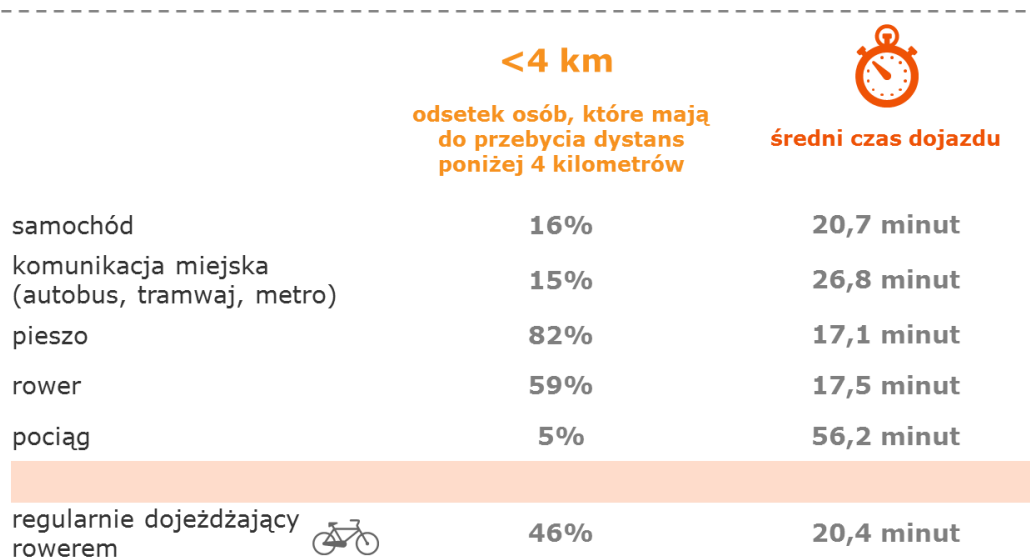 <4 km
odsetek osób, które mają
do przebycia dystans
poniżej 4 kilometrów
średni czas dojazdu
samochód 16% 20,7 minut
komunikacja miejska
(autobus, tramwaj, metro) 15% 26,8 minut
pieszo 82% 17,1 minut
rower 59% 17,5 minut
pociąg 5% 56,2 minut
regularnie dojeżdżający
rowerem 46% 20,4 minut